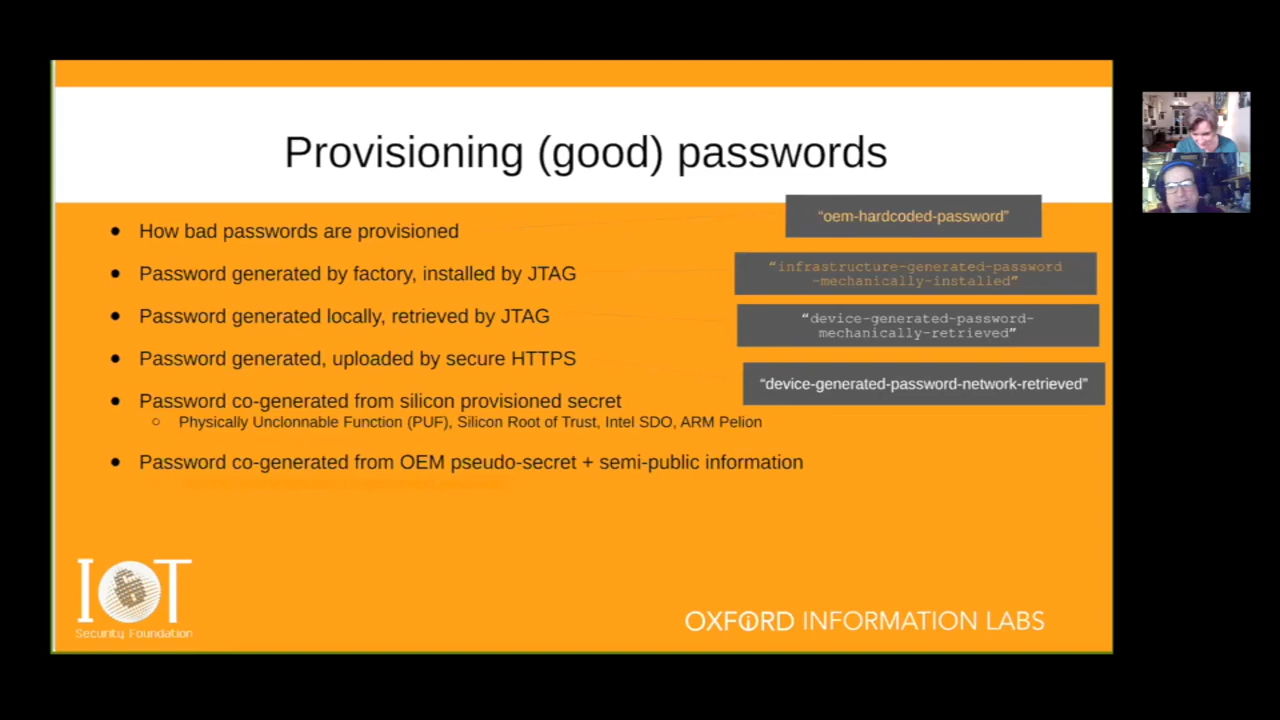 Provisioning (good) passwords
● How bad passwords are provisioned
● Password generated by factory, installed by JTAG
● Password generated locally, retrieved by JTAG
● Password generated, uploaded by secure HTTPS
● Password co-generated from silicon provisioned secret
○ Physically Unclonnable Function (PUF), Silicon Root of Trust, Intel SDO, ARM Pelion
● Password co-generated from OEM pseudo-secret + semi-public information
“oem-hardcoded-password”
“infrastructure-generated-password
-mechanically-installed”
“device-generated-password-
mechanically-retrieved”
“device-generated-password-network-retrieved”
IOT
Security Foundation
OXFORD INFORMATION LABS